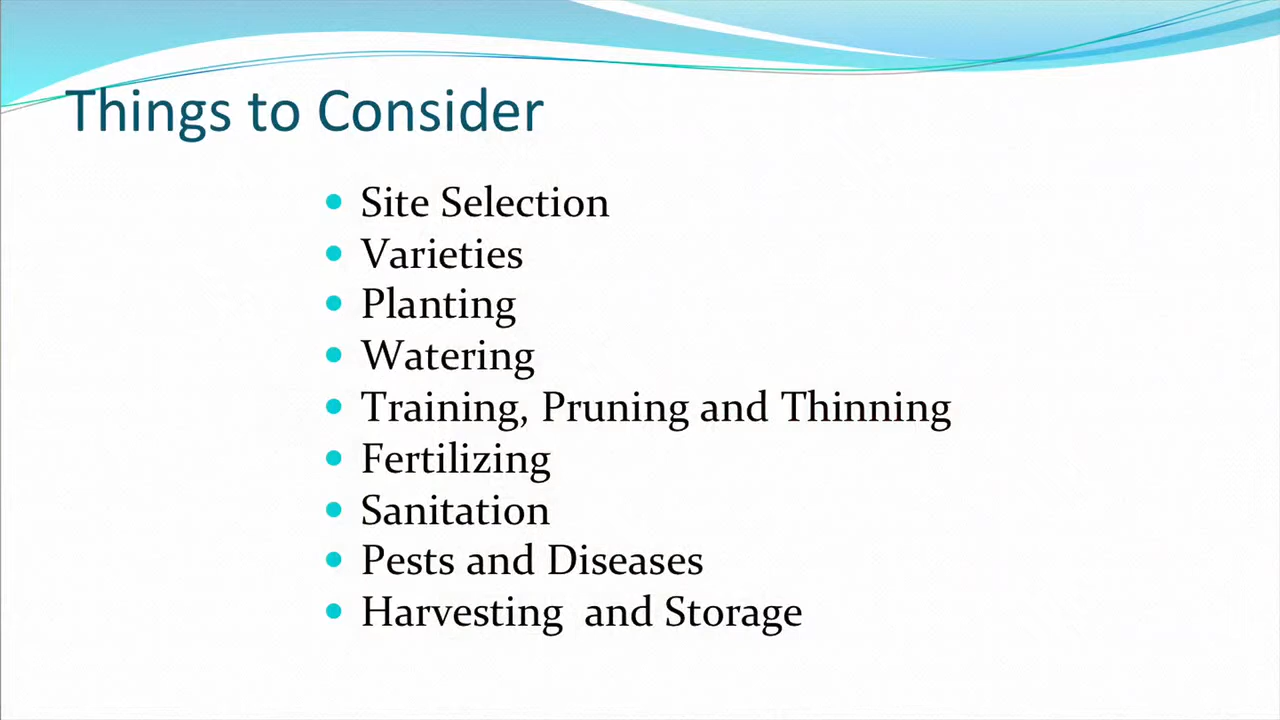 Things to Consider
• Site Selection
• Varieties
• Planting
• Watering
• Training, Pruning and Thinning
• Fertilizing
• Sanitation
• Pests and Diseases
• Harvesting  and Storage